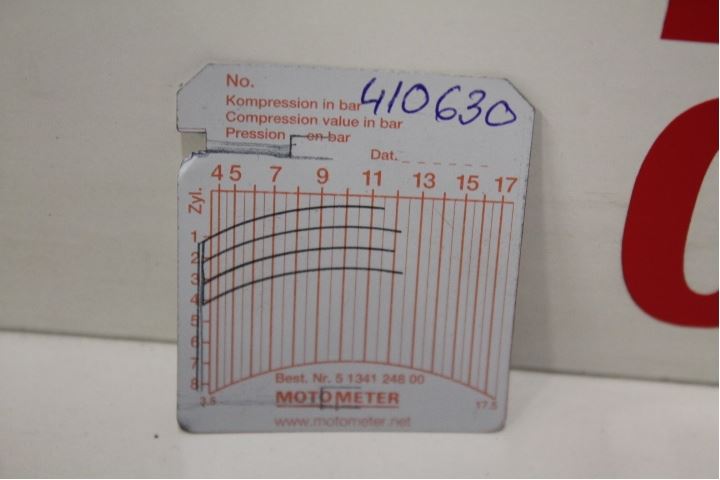 No.
410630
Kompression in bar
Compression value in bar
Pression en bar
Dat.
4 5 7 9 11 13 15 17
Zyl.
1
2
3
4
5
6
7
8
3.5 17.5
Best. Nr. 5 1341 248 00
MOTOMETER
www.motometer.net